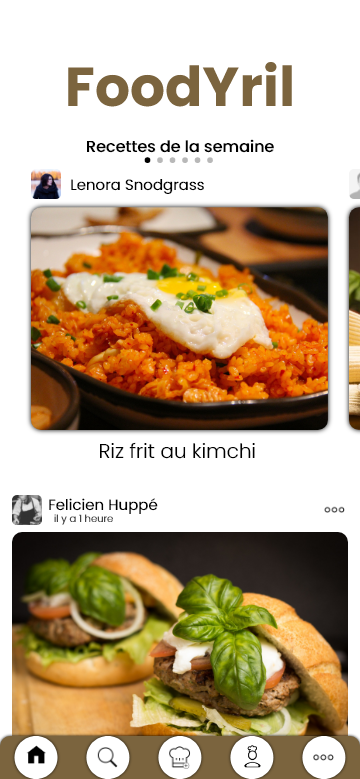 FoodYril
Recettes de la semaine
Lenora Snodgrass
Riz frit au kimchi
Felicien Huppé
il y a 1 heure